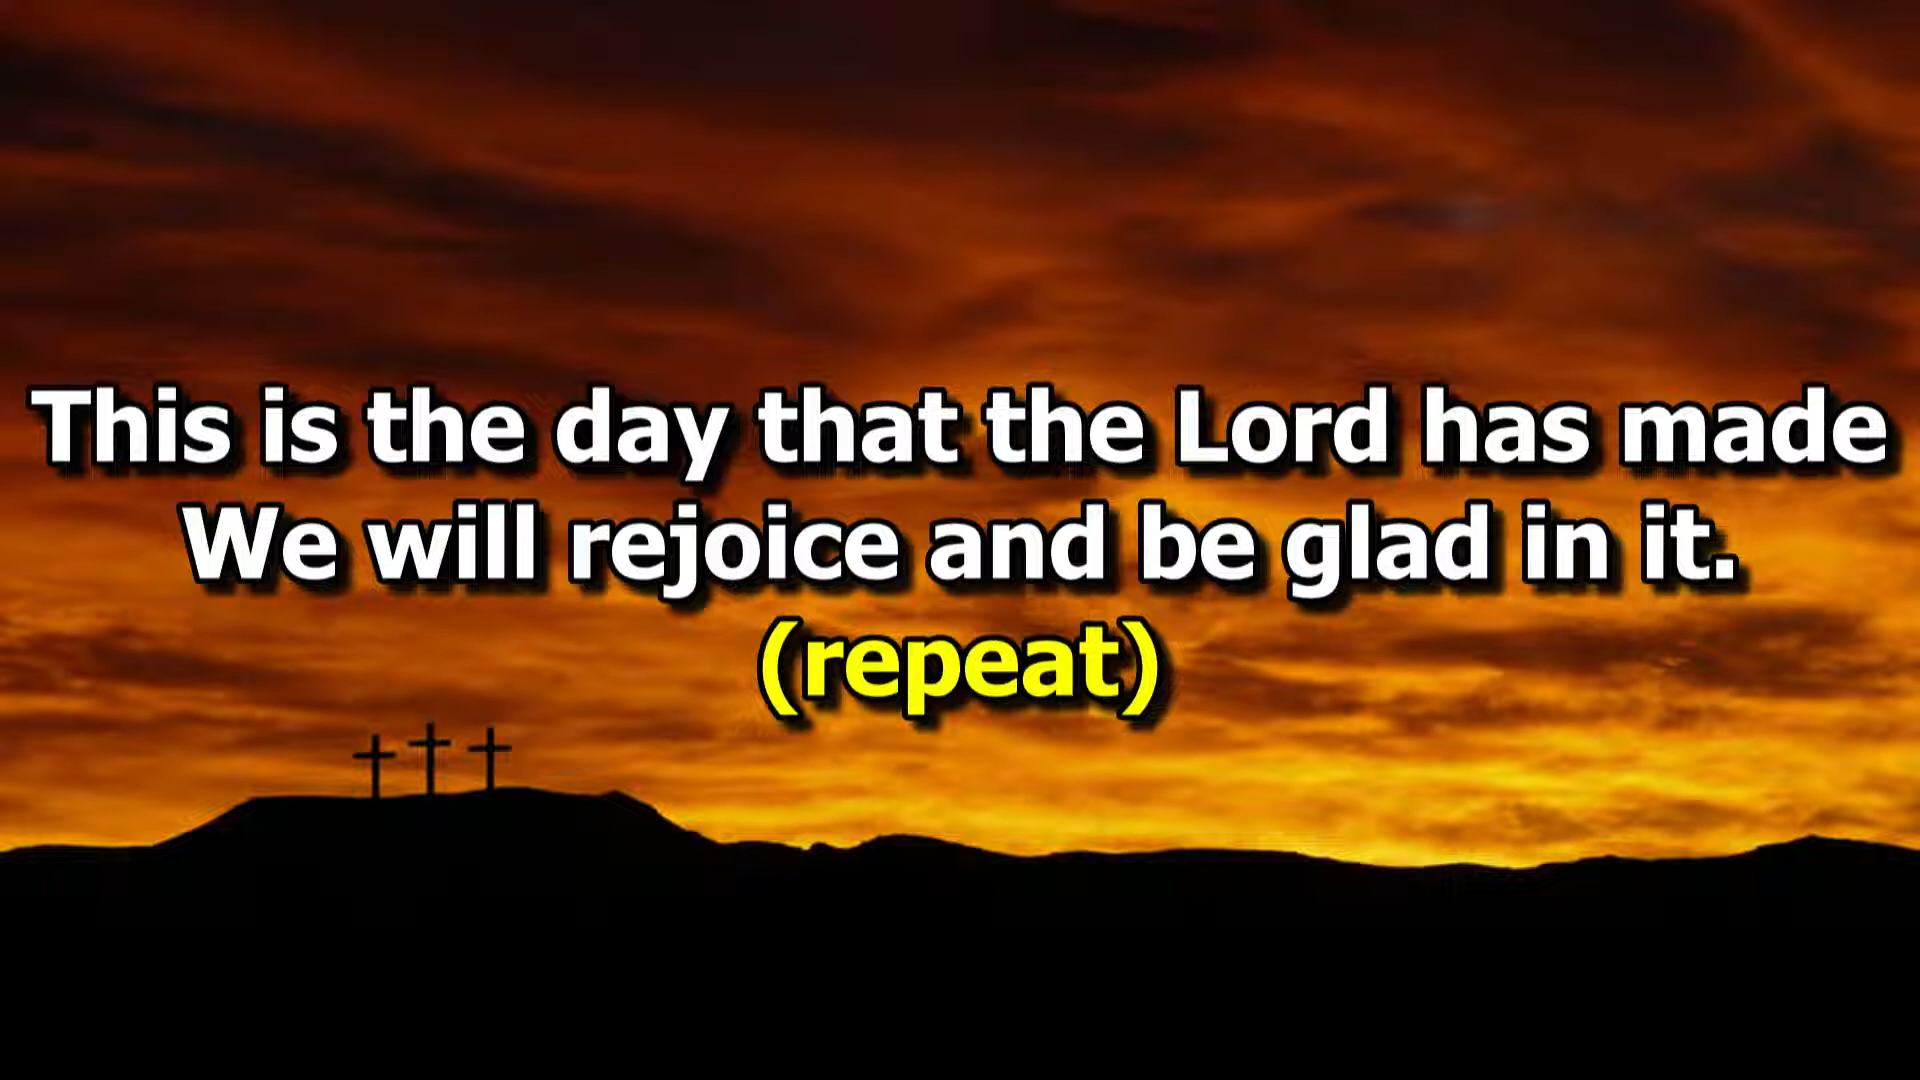 This is the day that the Lord has made
We will rejoice and be glad in it.
(repeat)